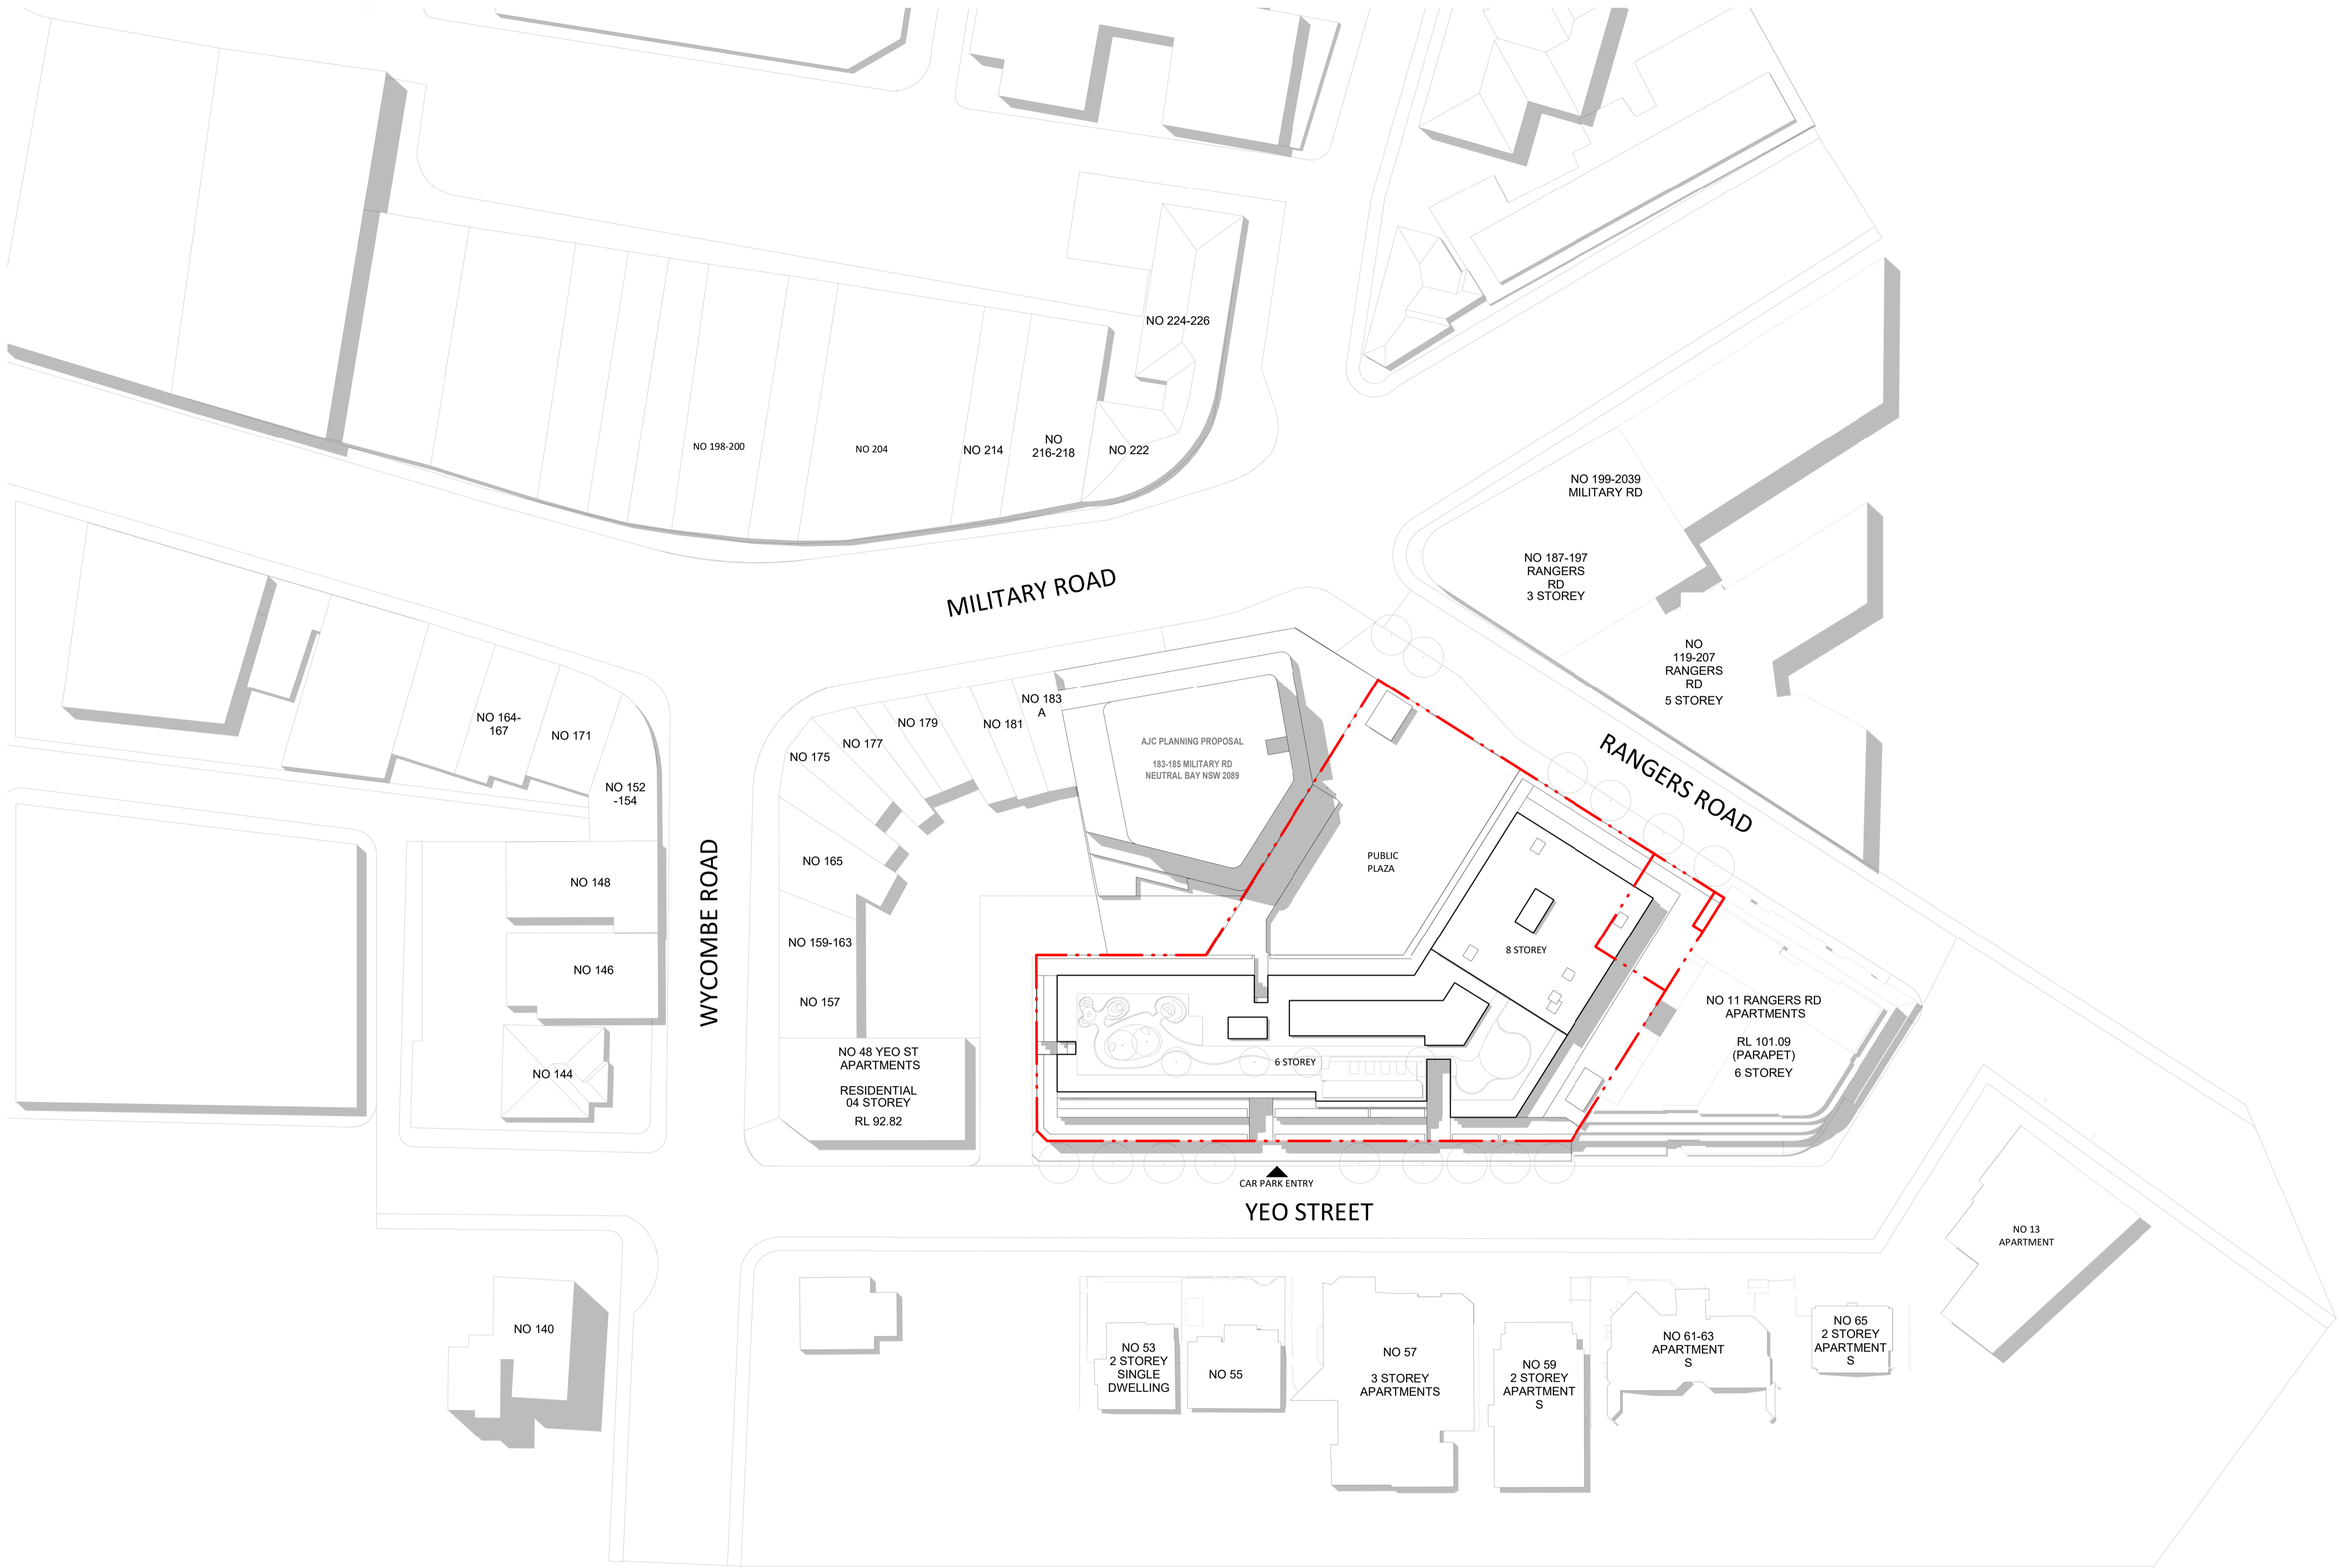 NO 224-226
NO 198-200
NO 204
NO 214
NO
216-218
NO 222
NO 199-2039
MILITARY RD
NO 187-197
RANGERS
RD
3 STOREY
NO
119-207
RANGERS
RD
5 STOREY
MILITARY ROAD
RANGERS ROAD
NO 164-
167
NO 171
NO 152
-154
NO 148
NO 146
NO 144
WYCOMBE ROAD
NO 175
NO 177
NO 179
NO 181
NO 183
A
NO 165
NO 159-163
NO 157
NO 48 YEO ST
APARTMENTS
RESIDENTIAL
04 STOREY
RL 92.82
AJC PLANNING PROPOSAL
183-185 MILITARY RD
NEUTRAL BAY NSW 2089
PUBLIC
PLAZA
8 STOREY
6 STOREY
NO 11 RANGERS RD
APARTMENTS
RL 101.09
(PARAPET)
6 STOREY
CAR PARK ENTRY
YEO STREET
NO 140
NO 53
2 STOREY
SINGLE
DWELLING
NO 55
NO 57
3 STOREY
APARTMENTS
NO 59
2 STOREY
APARTMENT
S
NO 61-63
APARTMENT
S
NO 65
2 STOREY
APARTMENT
S
NO 13
APARTMENT